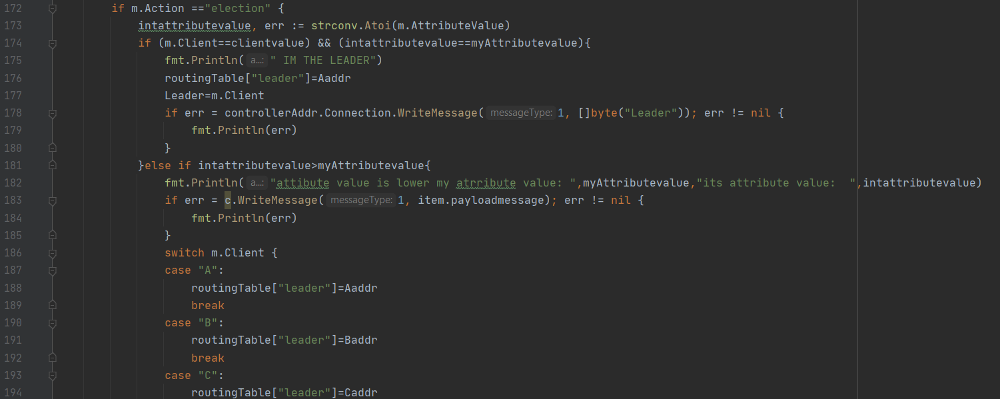 172 if m.Action =="election" {
173 intattributevalue, err := strconv.Atoi(m.AttributeValue)
174 if (m.Client==clientvalue) && (intattributevalue==myAttributevalue){
175 fmt.Println( a...: " IM THE LEADER")
176 routingTable["leader"]=Aaddr
177 Leader=m.Client
178 if err = controllerAddr.Connection.WriteMessage( messageType: 1, []byte("Leader")); err != nil {
179 fmt.Println(err)
180 }
181 }else if intattributevalue>myAttributevalue{
182 fmt.Println( a...: "attibute value is lower my atrribute value: ",myAttributevalue,"its attribute value:  ",intattributevalue)
183 if err = c.WriteMessage( messageType: 1, item.payloadmessage); err != nil {
184 fmt.Println(err)
185 }
186 switch m.Client {
187 case "A":
188 routingTable["leader"]=Aaddr
189 break
190 case "B":
191 routingTable["leader"]=Baddr
192 break
193 case "C":
194 routingTable["leader"]=Caddr